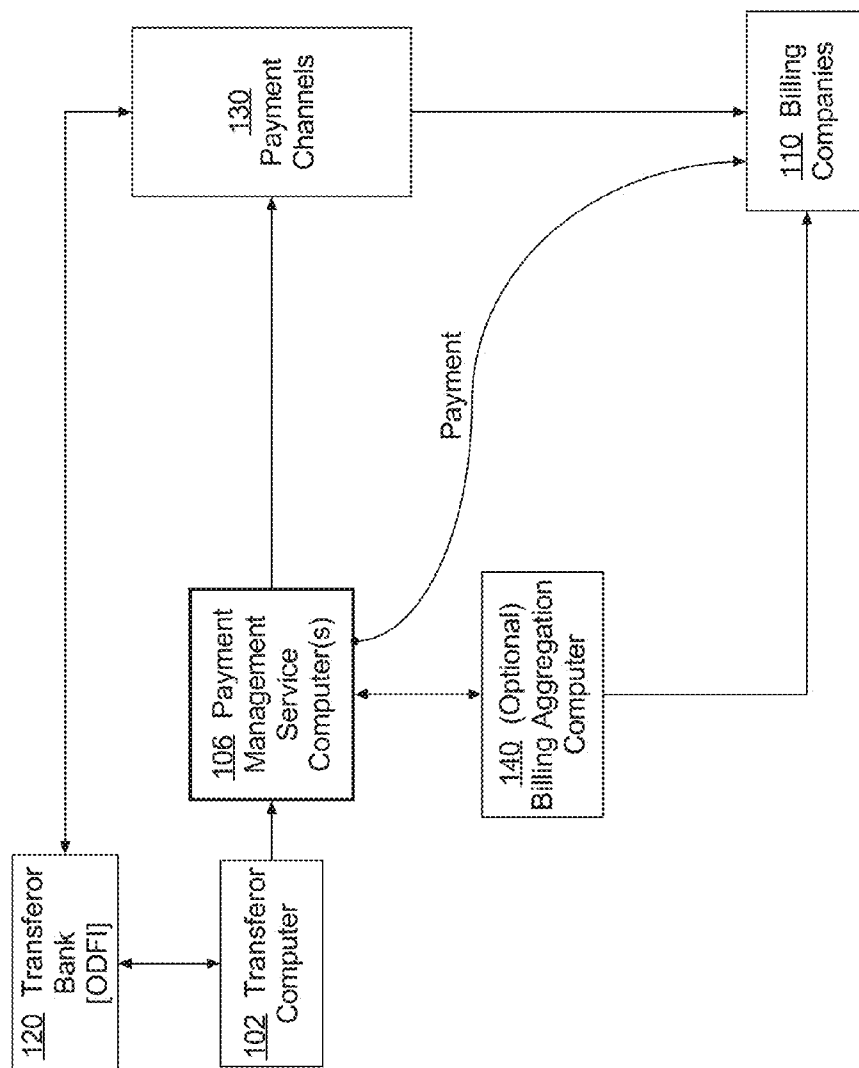 120 Transferor
Bank
[ODFI]
102 Transferor
Computer
106 Payment
Management
Service
Computer(s)
140 (Optional)
Billing Aggregation
Computer
Payment
130
Payment
Channels
110 Billing
Companies